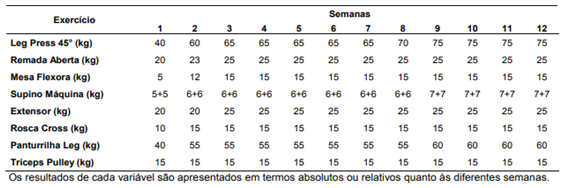 Exercício Semanas
1 2 3 4 5 6 7 8 9 10 11 12
Leg Press 45° (kg) 40 60 65 65 65 65 65 70 75 75 75 75
Remada Aberta (kg) 20 23 25 25 25 25 25 25 25 25 25 25
Mesa Flexora (kg) 5 12 15 15 15 15 15 15 15 15 15 15
Supino Máquina (kg) 5+5 6+6 6+6 6+6 6+6 6+6 6+6 6+6 7+7 7+7 7+7 7+7
Extensor (kg) 20 20 25 25 25 25 25 25 25 25 25 25
Rosca Cross (kg) 10 15 15 15 15 15 15 15 15 15 15 15
Panturrilha Leg (kg) 40 55 55 55 55 55 55 55 60 60 60 60
Triceps Pulley (kg) 15 15 15 15 15 15 15 15 15 15 15 15
Os resultados de cada variável são apresentados em termos absolutos ou relativos quanto às diferentes semanas.